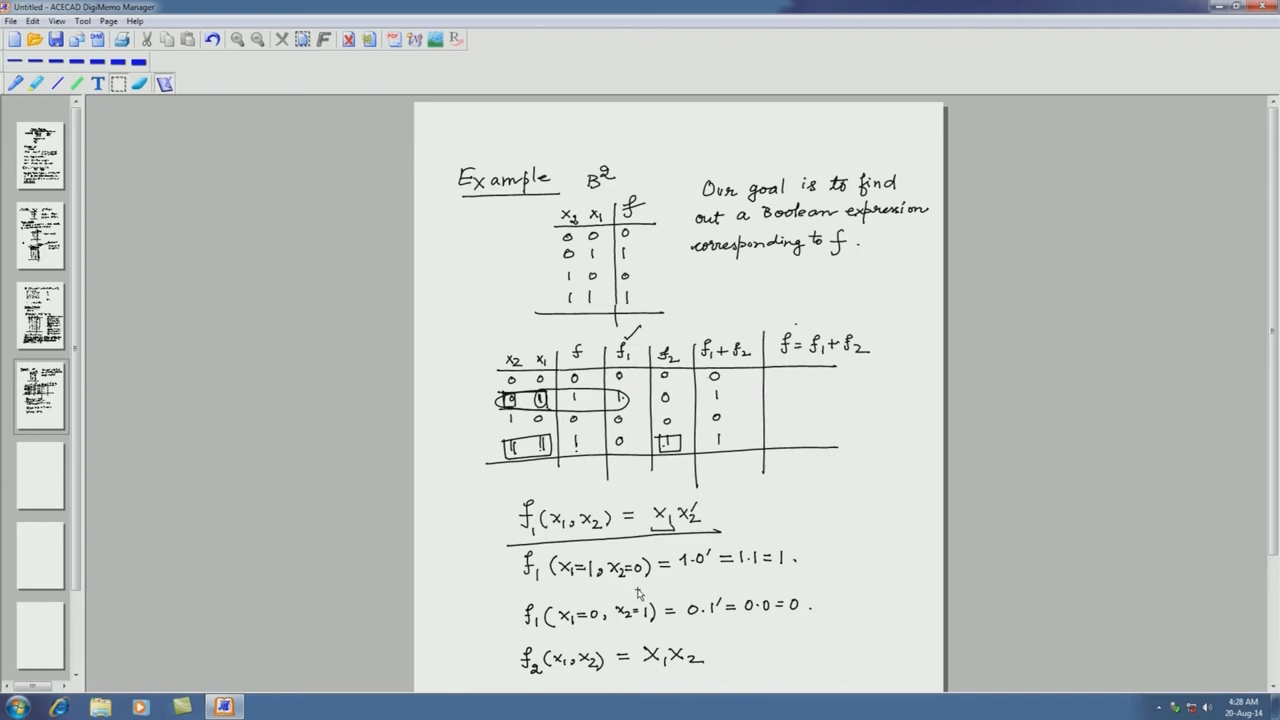 Untitled - ACECAD DigiMemo Manager
File Edit View Tool Page Help
Example B²
Our goal is to find
out a Boolean expression
corresponding to f.
x₂ x₁ f
0 0 0
0 1 1
1 0 0
1 1 1
x₂ x₁ f f₁ f₂ f₁ + f₂ f = f₁ + f₂
0 0 0 0 0 0
0 1 1 1 0 1
1 0 0 0 0 0
1 1 1 0 1 1
f₁(x₁, x₂) = x₁x₂′
f₁ (x₁=1, x₂=0) = 1·0′ = 1·1 = 1.
f₁(x₁=0, x₂=1) = 0·1′ = 0·0 = 0.
f₂(x₁, x₂) = x₁x₂
4:28 AM
20-Aug-14